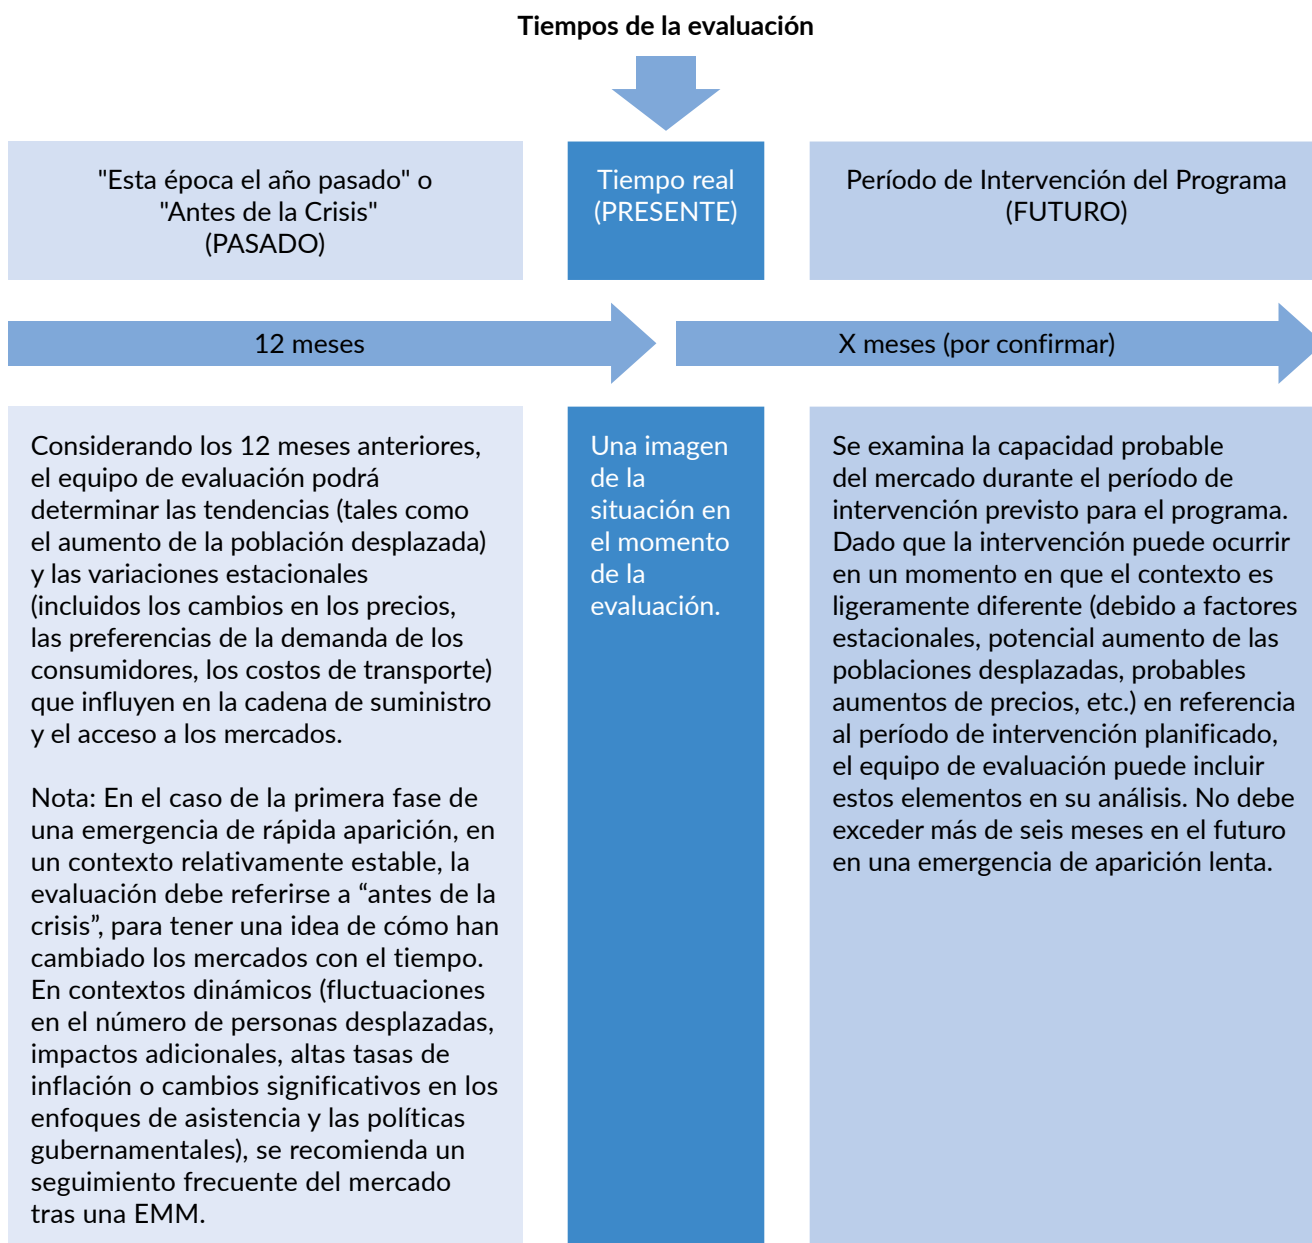 Tiempos de la evaluación
"Esta época el año pasado" o
"Antes de la Crisis"
(PASADO)
Tiempo real
(PRESENTE)
Período de Intervención del Programa
(FUTURO)
12 meses
X meses (por confirmar)
Considerando los 12 meses anteriores,
el equipo de evaluación podrá
determinar las tendencias (tales como
el aumento de la población desplazada)
y las variaciones estacionales
(incluidos los cambios en los precios,
las preferencias de la demanda de los
consumidores, los costos de transporte)
que influyen en la cadena de suministro
y el acceso a los mercados.
Nota: En el caso de la primera fase de
una emergencia de rápida aparición, en
un contexto relativamente estable, la
evaluación debe referirse a “antes de la
crisis”, para tener una idea de cómo han
cambiado los mercados con el tiempo.
En contextos dinámicos (fluctuaciones
en el número de personas desplazadas,
impactos adicionales, altas tasas de
inflación o cambios significativos en los
enfoques de asistencia y las políticas
gubernamentales), se recomienda un
seguimiento frecuente del mercado
tras una EMM.
Una imagen
de la
situación en
el momento
de la
evaluación.
Se examina la capacidad probable
del mercado durante el período de
intervención previsto para el programa.
Dado que la intervención puede ocurrir
en un momento en que el contexto es
ligeramente diferente (debido a factores
estacionales, potencial aumento de las
poblaciones desplazadas, probables
aumentos de precios, etc.) en referencia
al período de intervención planificado,
el equipo de evaluación puede incluir
estos elementos en su análisis. No debe
exceder más de seis meses en el futuro
en una emergencia de aparición lenta.